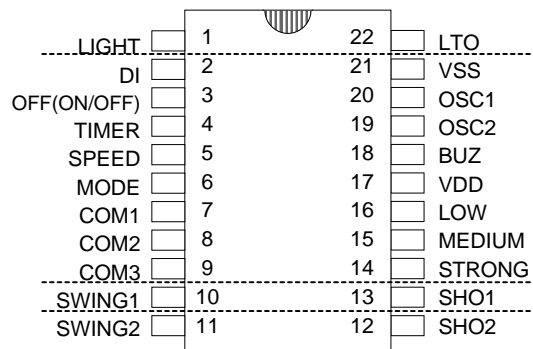 LIGHT 1 22 LTO
DI 2 21 VSS
OFF(ON/OFF) 3 20 OSC1
TIMER 4 19 OSC2
SPEED 5 18 BUZ
MODE 6 17 VDD
COM1 7 16 LOW
COM2 8 15 MEDIUM
COM3 9 14 STRONG
SWING1 10 13 SHO1
SWING2 11 12 SHO2